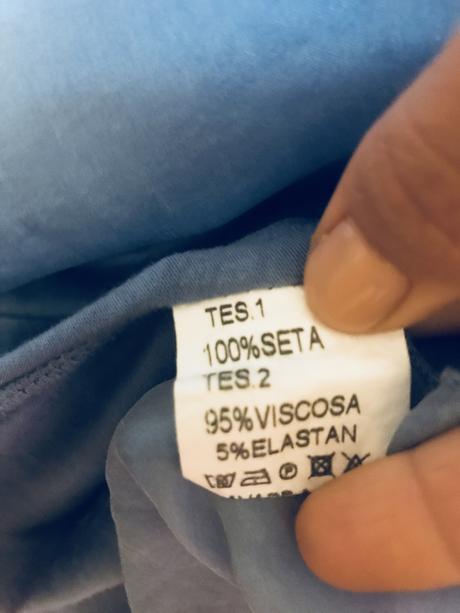 TES.1
100%SETA
TES.2
95%VISCOSA
5%ELASTAN